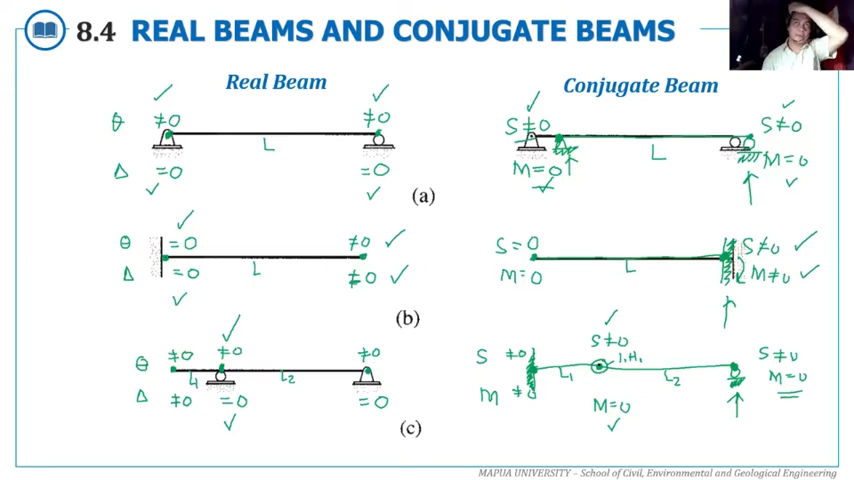 8.4 REAL BEAMS AND CONJUGATE BEAMS
Real Beam
Conjugate Beam
θ ≠0 ≠0
L
Δ =0 =0
S≠0 S≠0
L
M=0 M=0
(a)
θ =0 ≠0
L
Δ =0 ≠0
S=0 S≠0
L
M=0 M≠0
(b)
θ ≠0 ≠0 ≠0
L1 L2
Δ ≠0 =0 =0
S ≠0 S≠0 S≠0
I.H.
L1 L2
M ≠0 M=0 M=0
(c)
MAPUA UNIVERSITY – School of Civil, Environmental and Geological Engineering